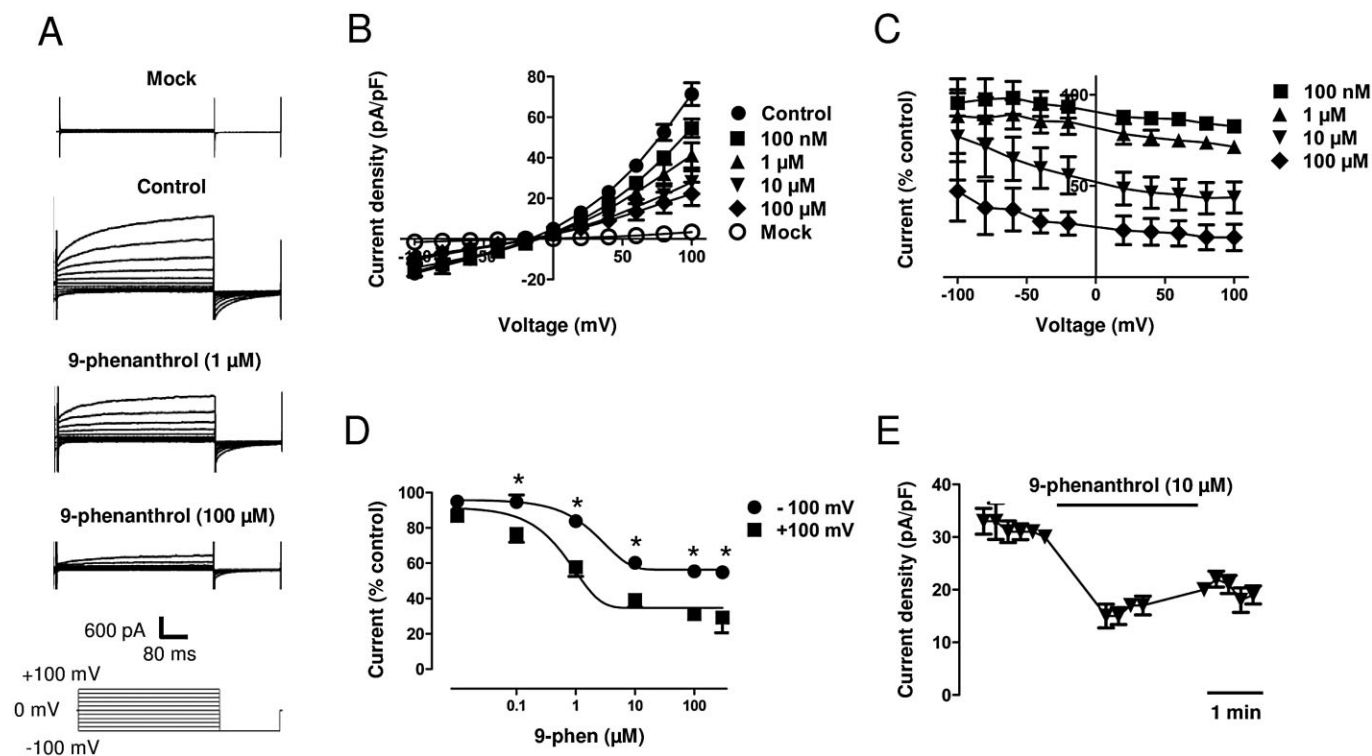 A
Mock
Control
9-phenanthrol (1 µM)
9-phenanthrol (100 µM)
600 pA
80 ms
+100 mV
0 mV
-100 mV
B
Current density (pA/pF)
80
60
40
20
-20
50
100
Voltage (mV)
Control
100 nM
1 µM
10 µM
100 µM
Mock
C
Current (% control)
100
50
-100
-50
0
50
100
Voltage (mV)
100 nM
1 µM
10 µM
100 µM
D
Current (% control)
100
80
60
40
20
0
* * * * *
0.1
1
10
100
9-phen (µM)
- 100 mV
+100 mV
E
9-phenanthrol (10 µM)
Current density (pA/pF)
40
30
20
10
0
1 min